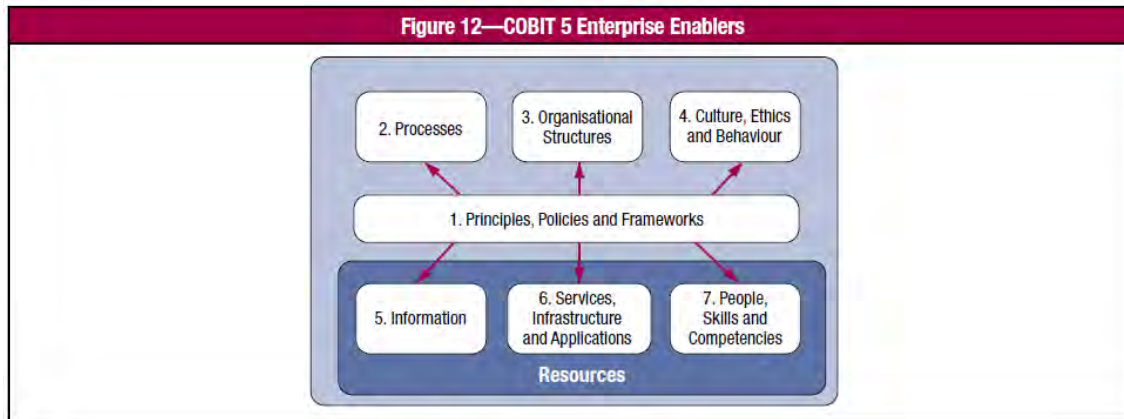 Figure 12—COBIT 5 Enterprise Enablers
2. Processes
3. Organisational
Structures
4. Culture, Ethics
and Behaviour
1. Principles, Policies and Frameworks
5. Information
6. Services,
Infrastructure
and Applications
7. People,
Skills and
Competencies
Resources